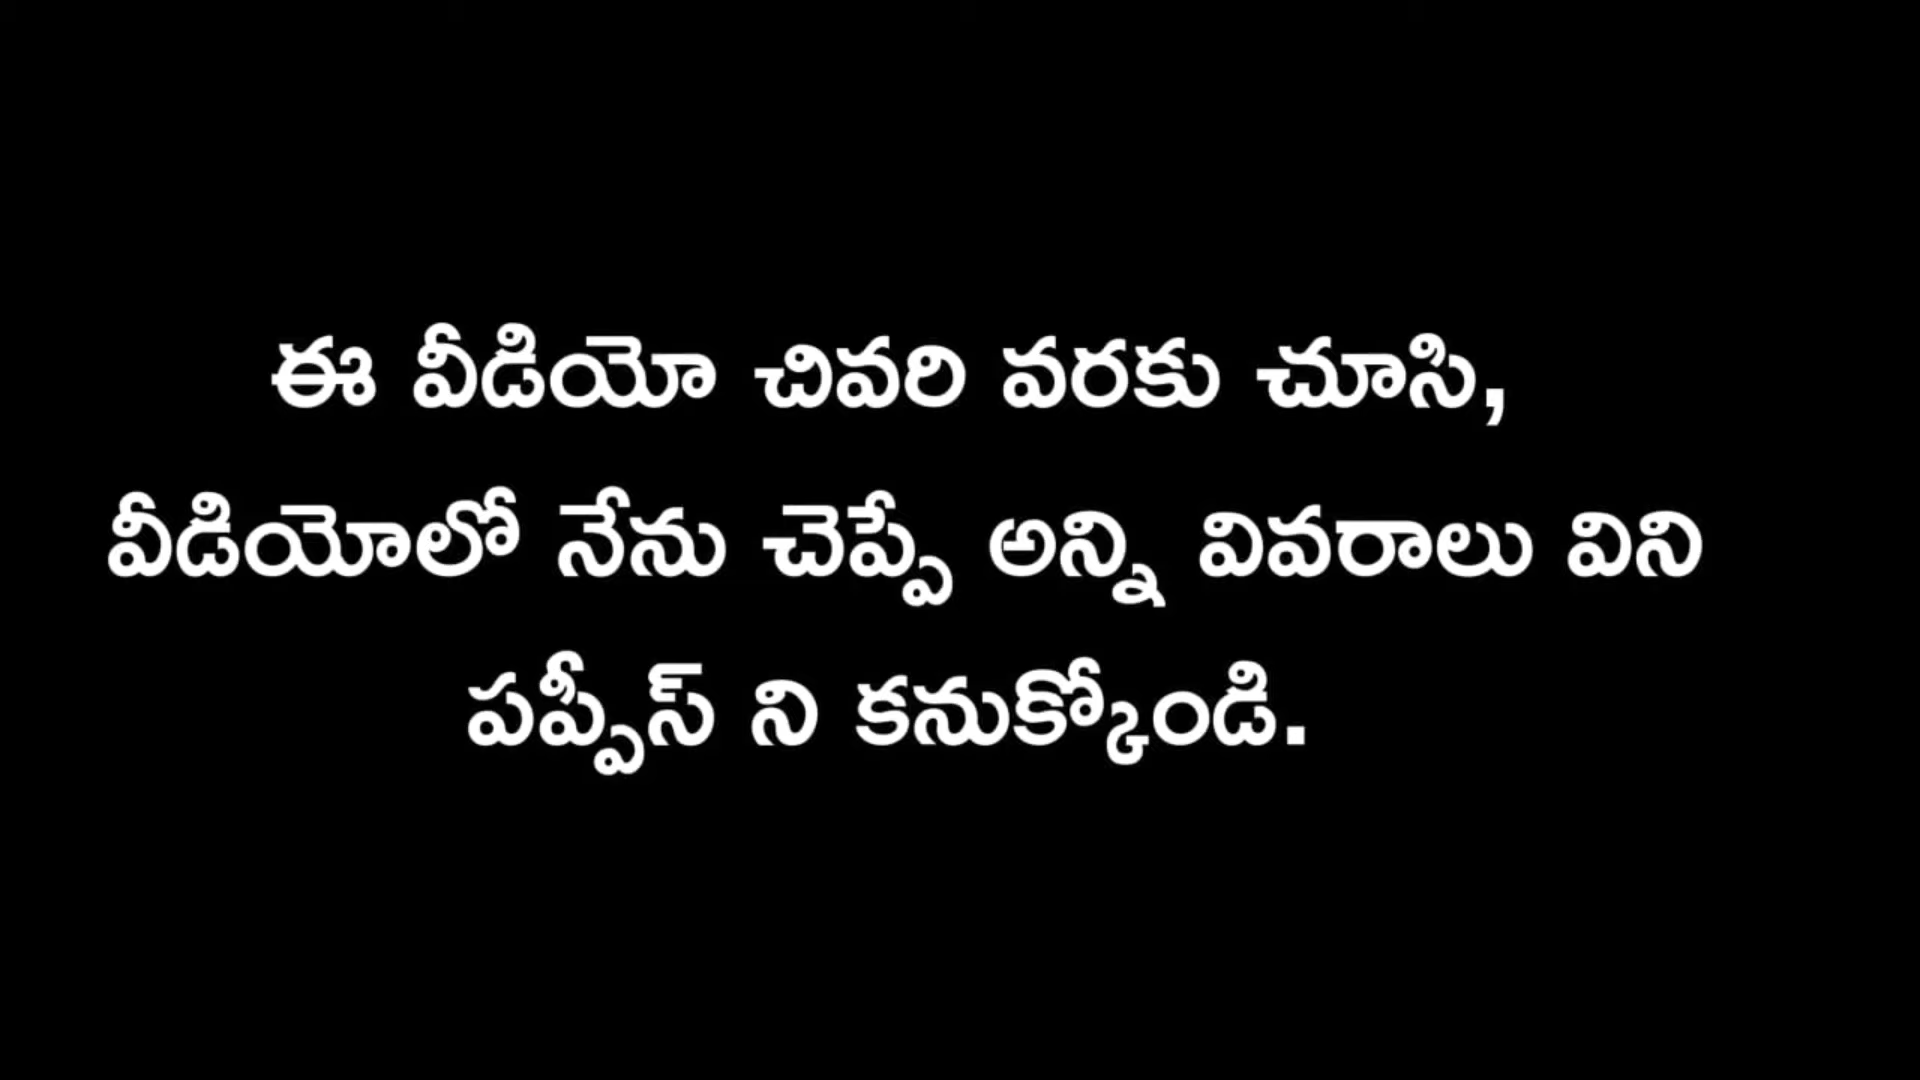 ఈ వీడియో చివరి వరకు చూసి,
వీడియోలో నేను చెప్పే అన్ని వివరాలు విని
పప్పీస్ ని కనుక్కోండి.